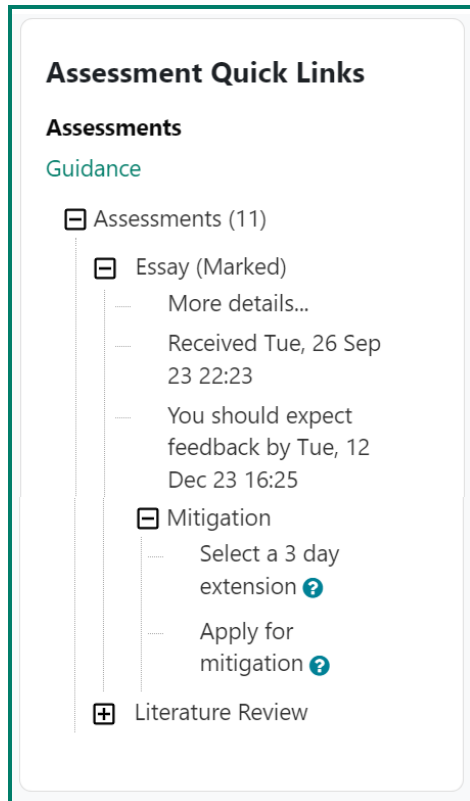 Assessment Quick Links
Assessments
Guidance
Assessments (11)
Essay (Marked)
More details...
Received Tue, 26 Sep
23 22:23
You should expect
feedback by Tue, 12
Dec 23 16:25
Mitigation
Select a 3 day
extension ?
Apply for
mitigation ?
Literature Review